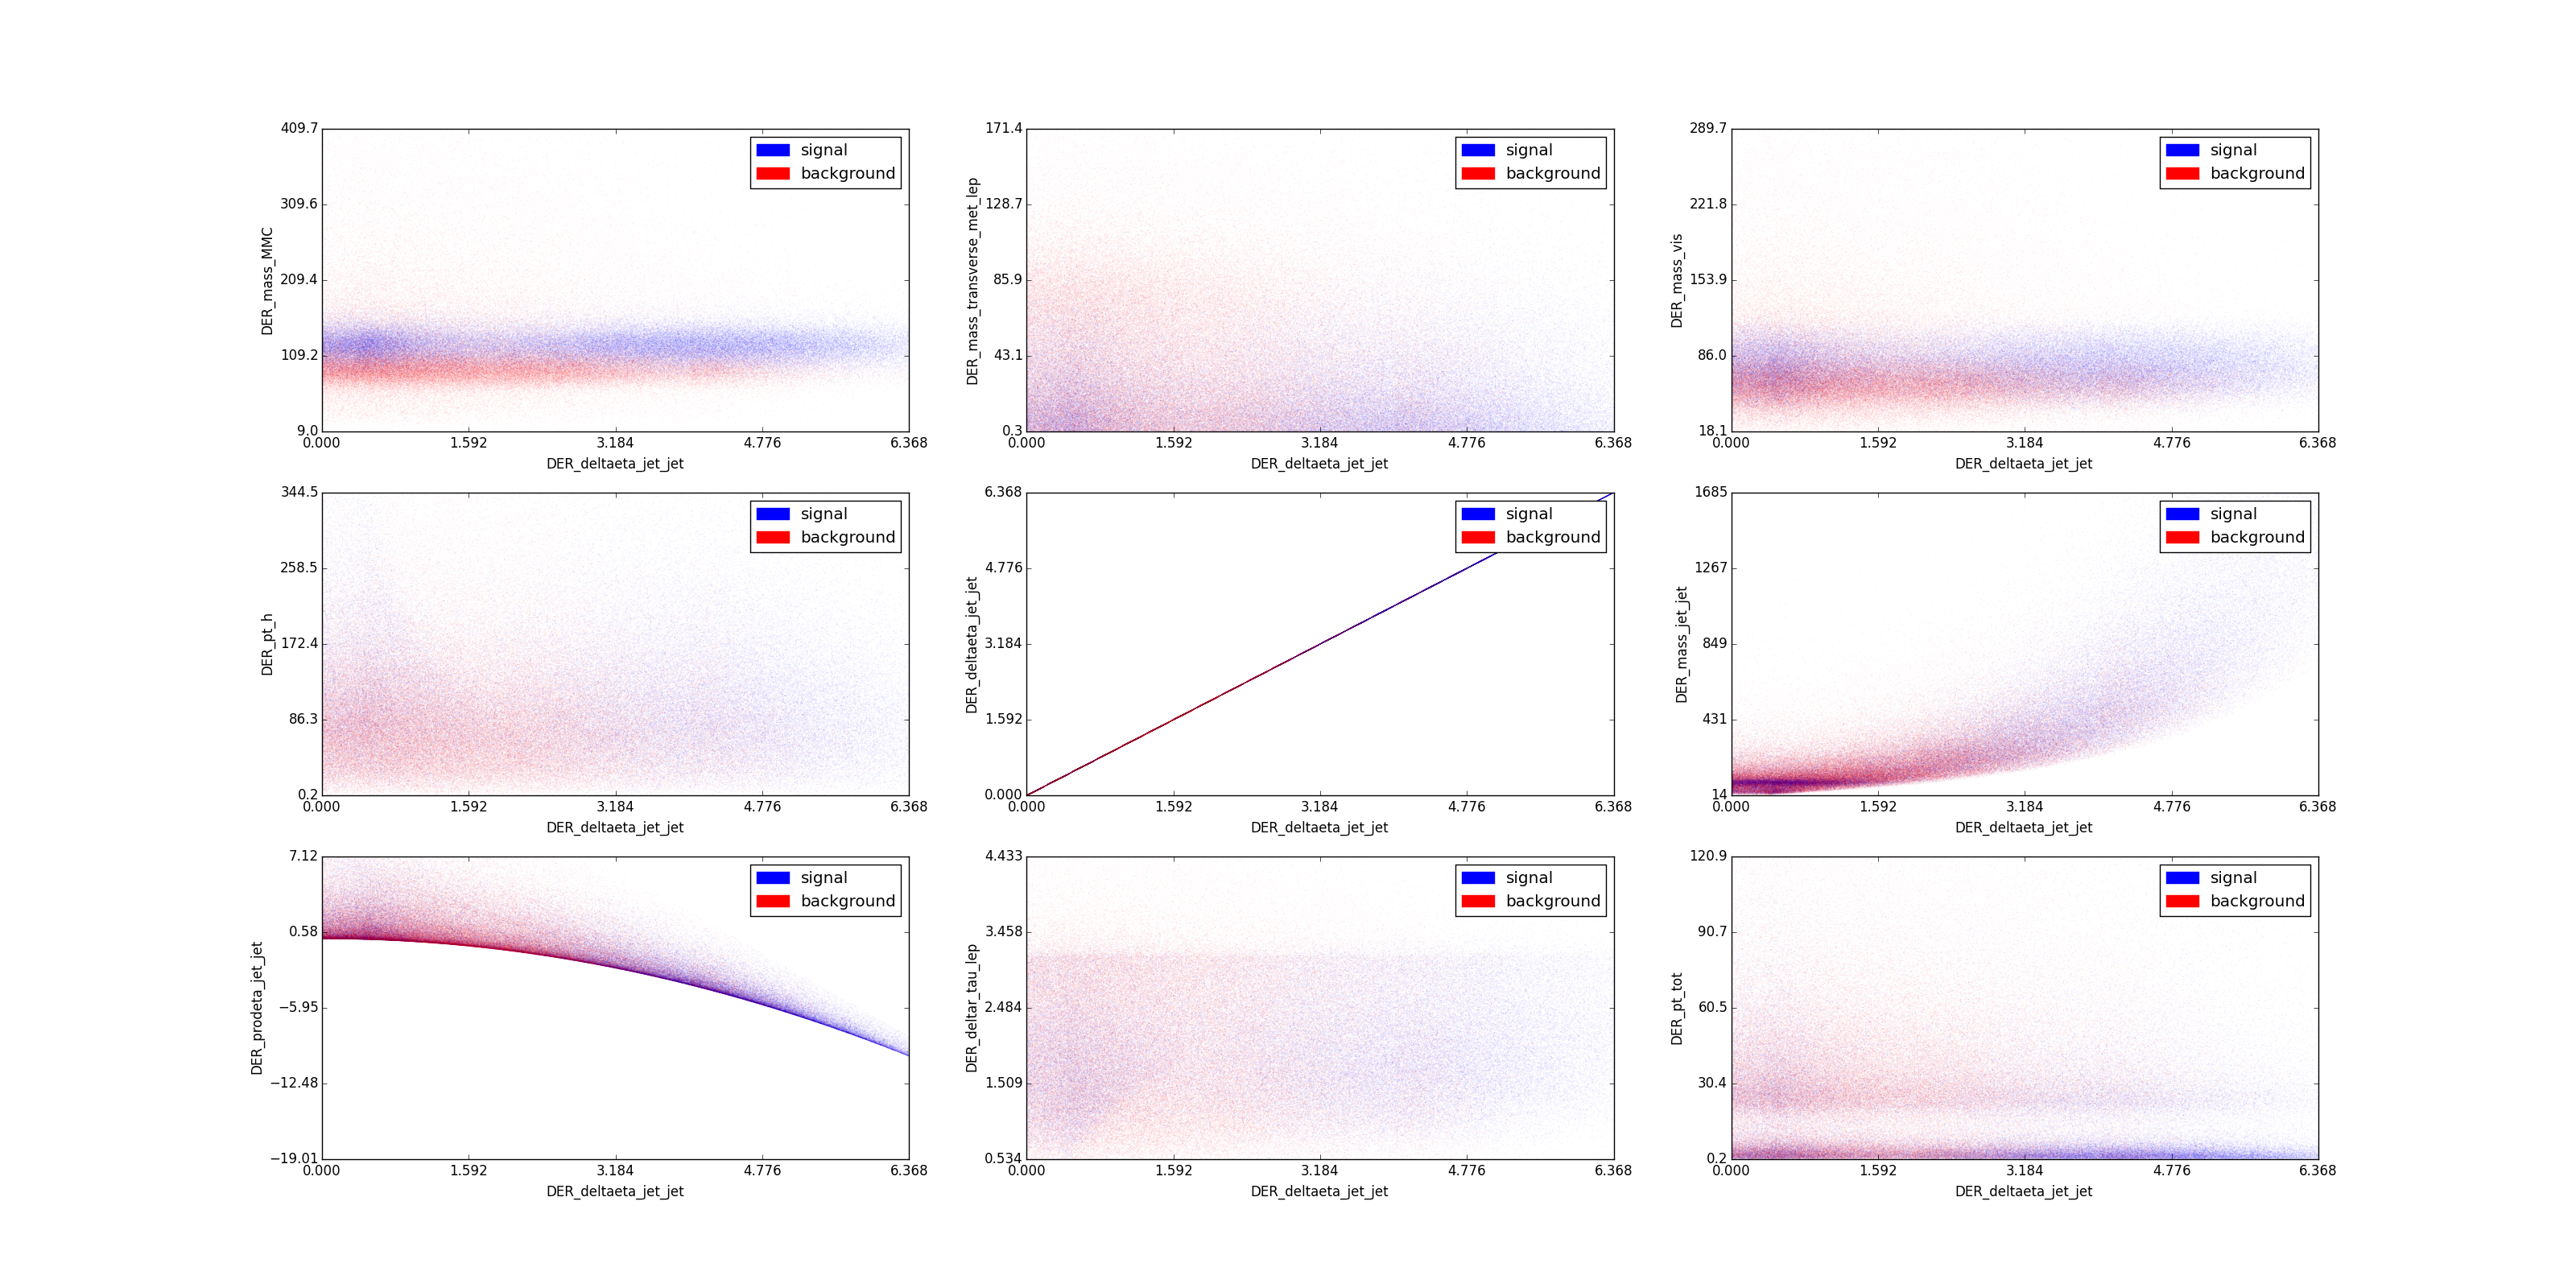 409.7
309.6
209.4
109.2
9.0
DER_mass_MMC
signal
background
0.000 1.592 3.184 4.776 6.368
DER_deltaeta_jet_jet
171.4
128.7
85.9
43.1
0.3
DER_mass_transverse_met_lep
signal
background
0.000 1.592 3.184 4.776 6.368
DER_deltaeta_jet_jet
289.7
221.8
153.9
86.0
18.1
DER_mass_vis
signal
background
0.000 1.592 3.184 4.776 6.368
DER_deltaeta_jet_jet
344.5
258.5
172.4
86.3
0.2
DER_pt_h
signal
background
0.000 1.592 3.184 4.776 6.368
DER_deltaeta_jet_jet
6.368
4.776
3.184
1.592
0.000
DER_deltaeta_jet_jet
signal
background
0.000 1.592 3.184 4.776 6.368
DER_deltaeta_jet_jet
1685
1267
849
431
14
DER_mass_jet_jet
signal
background
0.000 1.592 3.184 4.776 6.368
DER_deltaeta_jet_jet
7.12
0.58
−5.95
−12.48
−19.01
DER_prodeta_jet_jet
signal
background
0.000 1.592 3.184 4.776 6.368
DER_deltaeta_jet_jet
4.433
3.458
2.484
1.509
0.534
DER_deltar_tau_lep
signal
background
0.000 1.592 3.184 4.776 6.368
DER_deltaeta_jet_jet
120.9
90.7
60.5
30.4
0.2
DER_pt_tot
signal
background
0.000 1.592 3.184 4.776 6.368
DER_deltaeta_jet_jet